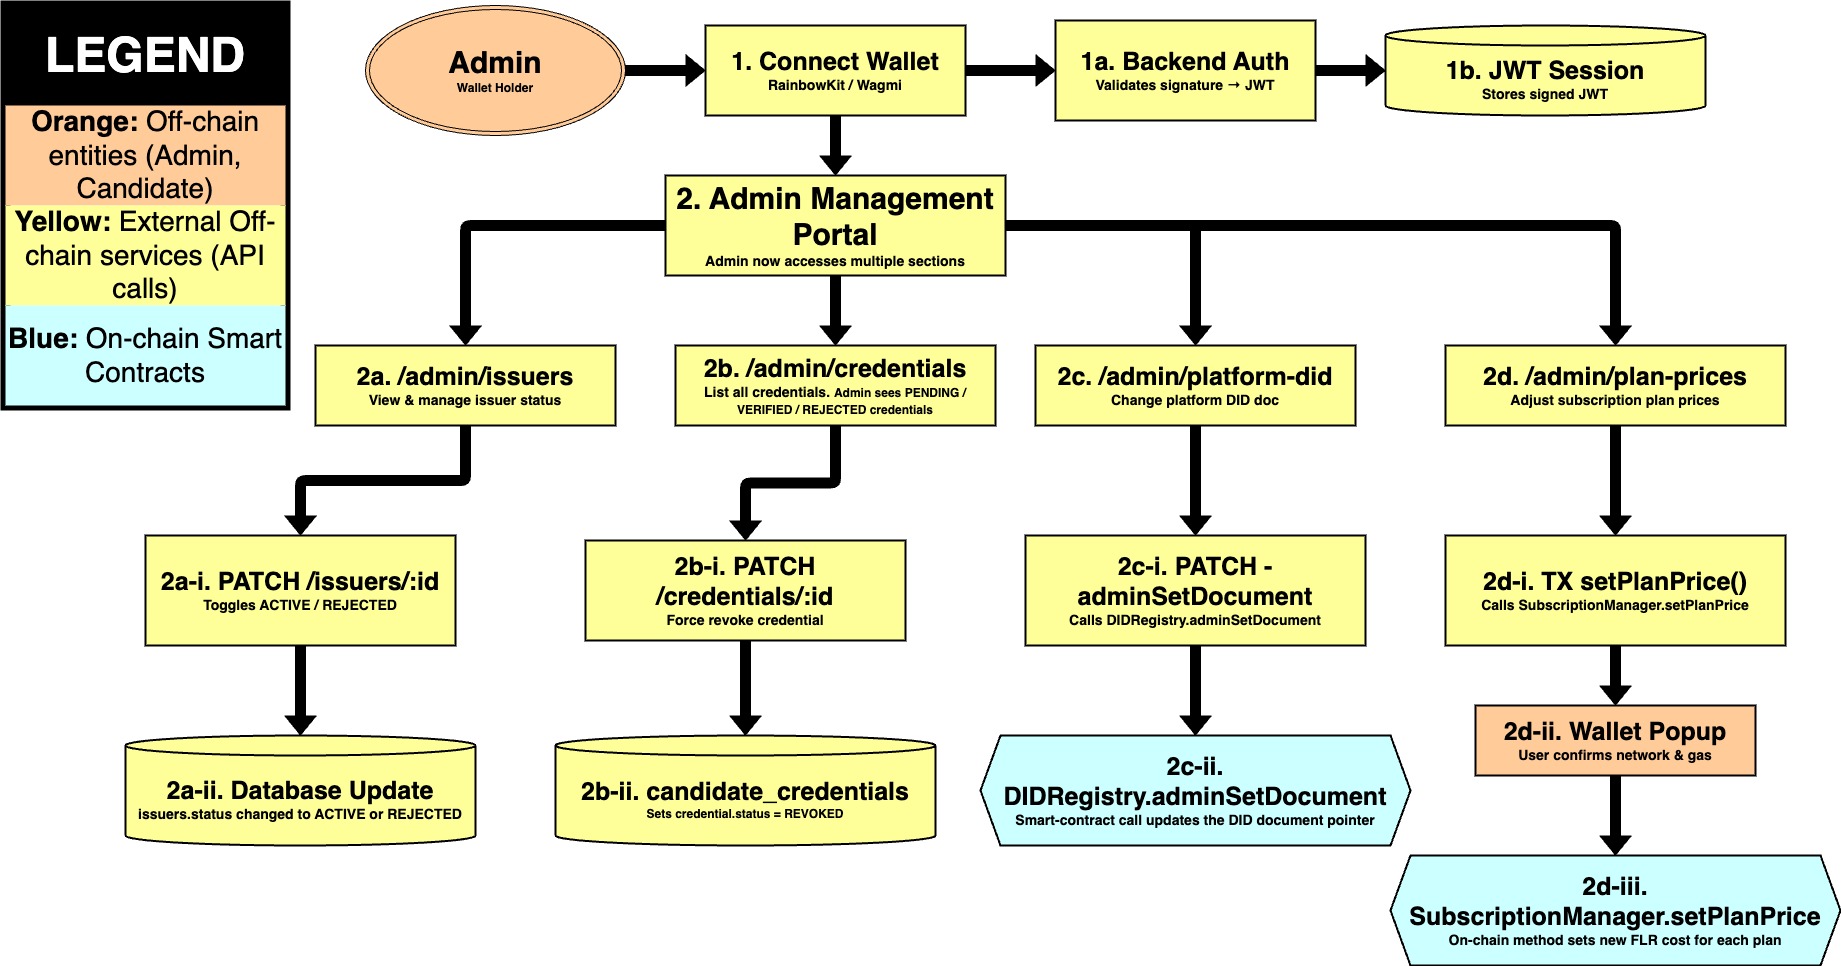 LEGEND
Orange: Off-chain
entities (Admin,
Candidate)
Yellow: External Off-
chain services (API
calls)
Blue: On-chain Smart
Contracts
Admin
Wallet Holder
1. Connect Wallet
RainbowKit / Wagmi
1a. Backend Auth
Validates signature → JWT
1b. JWT Session
Stores signed JWT
2. Admin Management
Portal
Admin now accesses multiple sections
2a. /admin/issuers
View & manage issuer status
2b. /admin/credentials
List all credentials. Admin sees PENDING /
VERIFIED / REJECTED credentials
2c. /admin/platform-did
Change platform DID doc
2d. /admin/plan-prices
Adjust subscription plan prices
2a-i. PATCH /issuers/:id
Toggles ACTIVE / REJECTED
2b-i. PATCH
/credentials/:id
Force revoke credential
2c-i. PATCH -
adminSetDocument
Calls DIDRegistry.adminSetDocument
2d-i. TX setPlanPrice()
Calls SubscriptionManager.setPlanPrice
2a-ii. Database Update
issuers.status changed to ACTIVE or REJECTED
2b-ii. candidate_credentials
Sets credential.status = REVOKED
2c-ii.
DIDRegistry.adminSetDocument
Smart-contract call updates the DID document pointer
2d-ii. Wallet Popup
User confirms network & gas
2d-iii.
SubscriptionManager.setPlanPrice
On-chain method sets new FLR cost for each plan